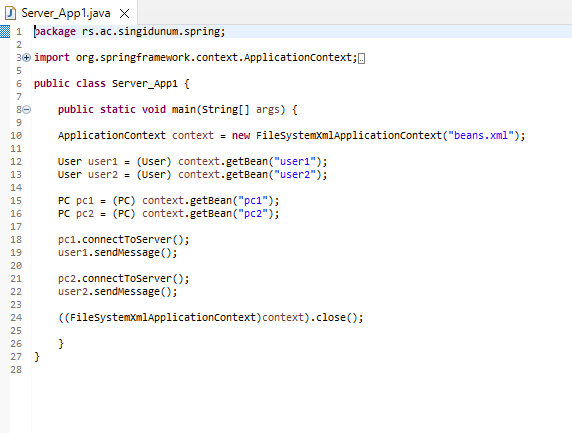 Server_App1.java
1 package rs.ac.singidunum.spring;
2
3 import org.springframework.context.ApplicationContext;
5
6 public class Server_App1 {
7
8 public static void main(String[] args) {
9
10 ApplicationContext context = new FileSystemXmlApplicationContext("beans.xml");
11
12 User user1 = (User) context.getBean("user1");
13 User user2 = (User) context.getBean("user2");
14
15 PC pc1 = (PC) context.getBean("pc1");
16 PC pc2 = (PC) context.getBean("pc2");
17
18 pc1.connectToServer();
19 user1.sendMessage();
20
21 pc2.connectToServer();
22 user2.sendMessage();
23
24 ((FileSystemXmlApplicationContext)context).close();
25
26 }
27 }
28